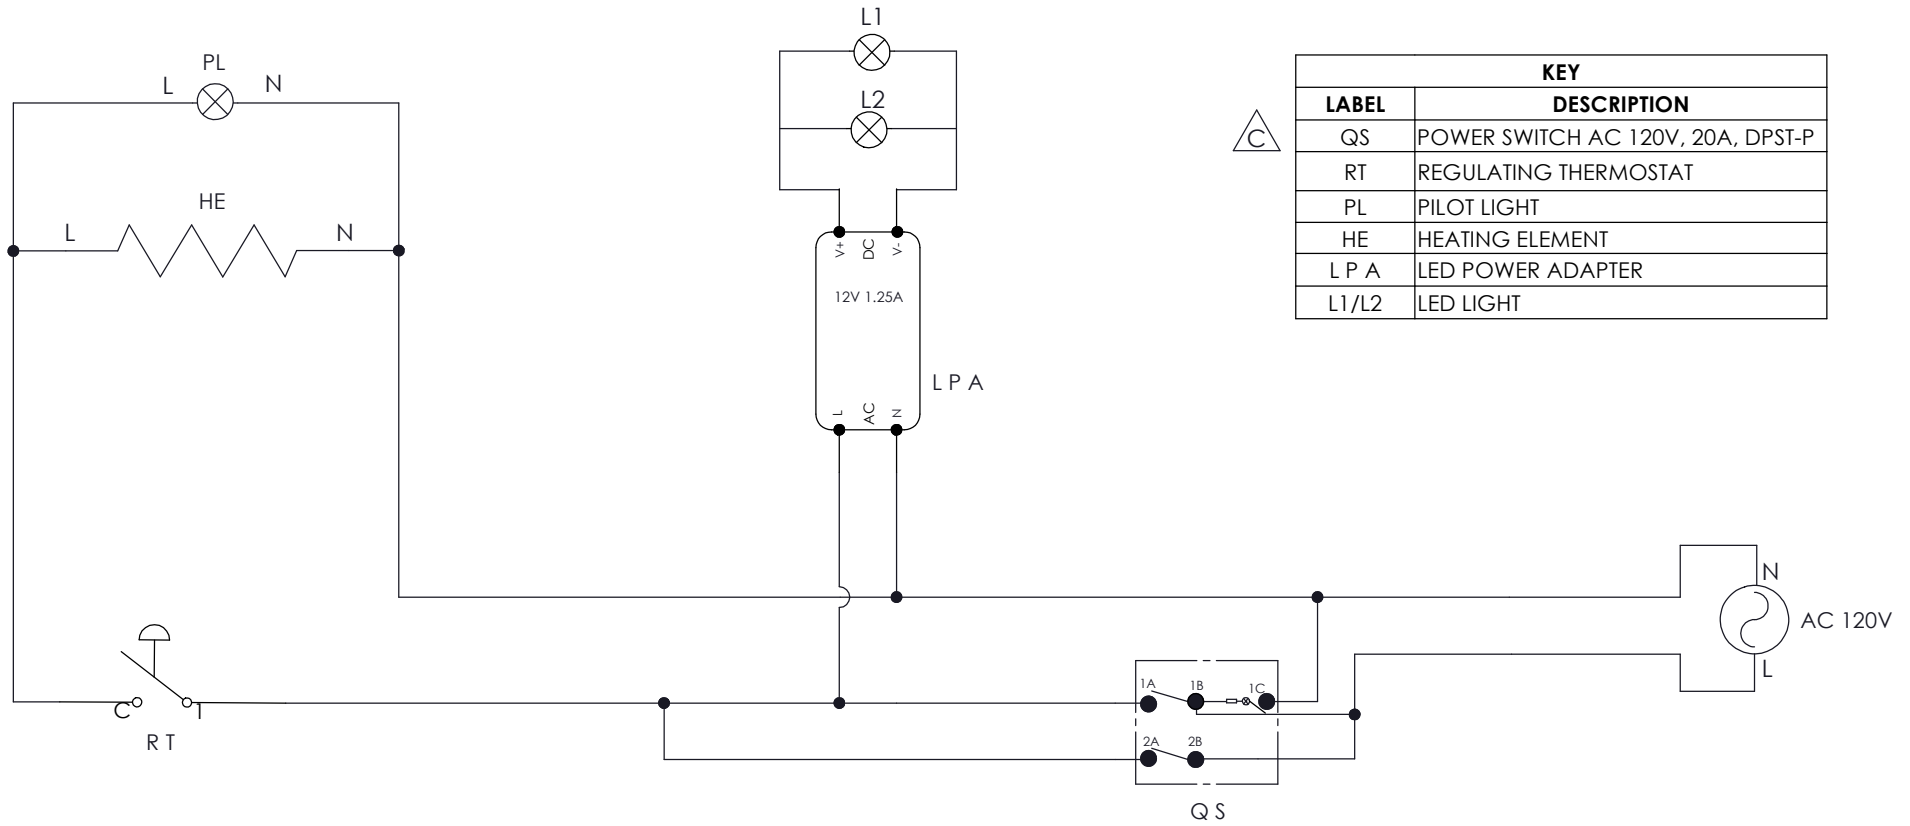 L1
PL
L N
L2
HE
L N
V+ DC V-
12V 1.25A
L P A
L AC N
KEY
LABEL DESCRIPTION
QS POWER SWITCH AC 120V, 20A, DPST-P
RT REGULATING THERMOSTAT
PL PILOT LIGHT
HE HEATING ELEMENT
L P A LED POWER ADAPTER
L1/L2 LED LIGHT
C
N
AC 120V
L
C 1
R T
1A 1B 1C
2A 2B
Q S